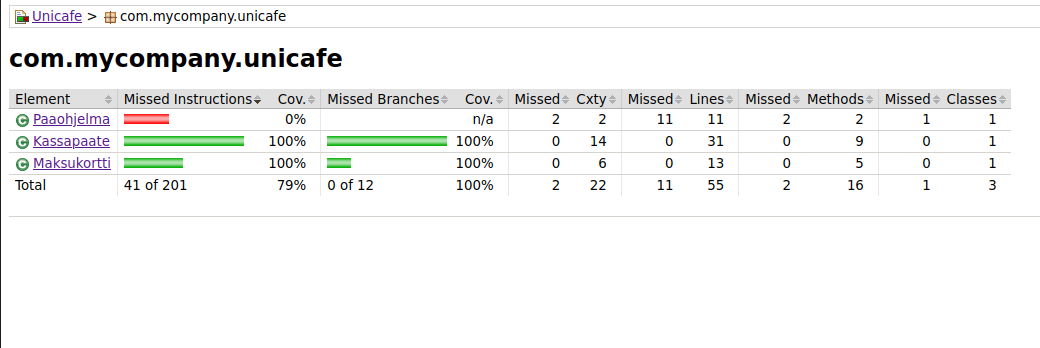 Unicafe > com.mycompany.unicafe
com.mycompany.unicafe
Element Missed Instructions Cov. Missed Branches Cov. Missed Cxty Missed Lines Missed Methods Missed Classes
Paaohjelma 0% n/a 2 2 11 11 2 2 1 1
Kassapaate 100% 100% 0 14 0 31 0 9 0 1
Maksukortti 100% 100% 0 6 0 13 0 5 0 1
Total 41 of 201 79% 0 of 12 100% 2 22 11 55 2 16 1 3